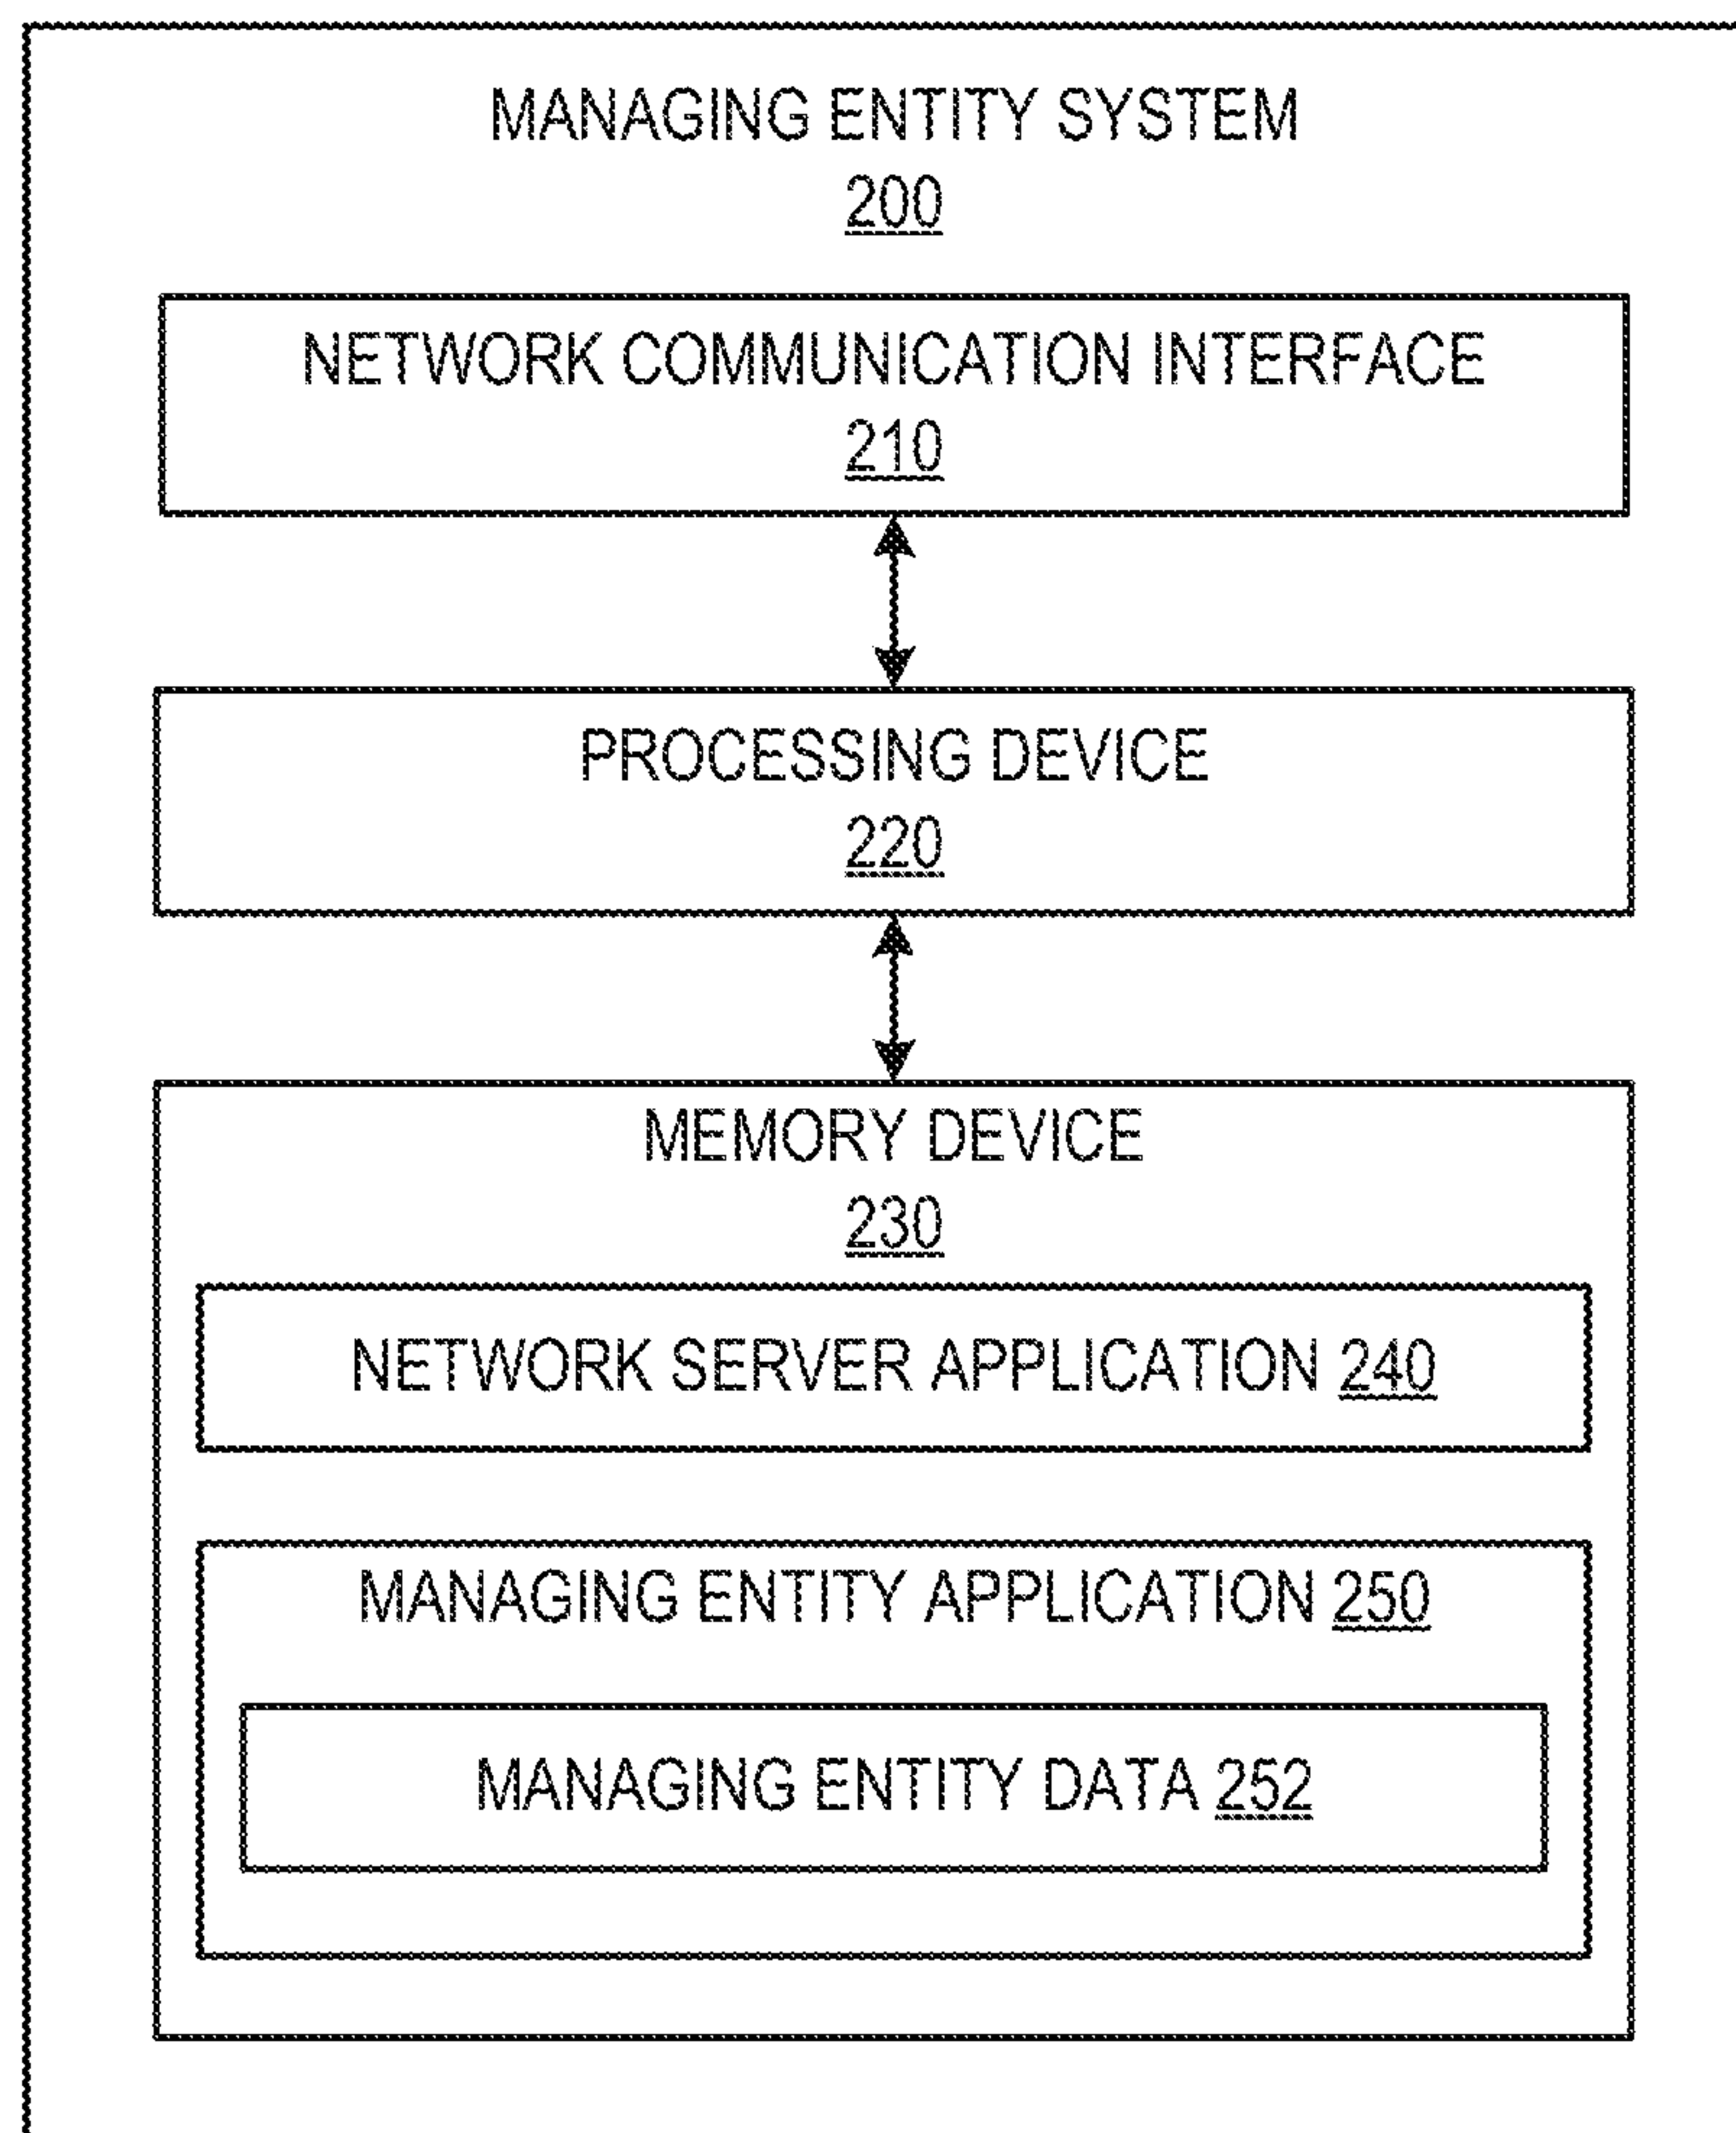 MANAGING ENTITY SYSTEM
200
NETWORK COMMUNICATION INTERFACE
210
PROCESSING DEVICE
220
MEMORY DEVICE
230
NETWORK SERVER APPLICATION 240
MANAGING ENTITY APPLICATION 250
MANAGING ENTITY DATA 252